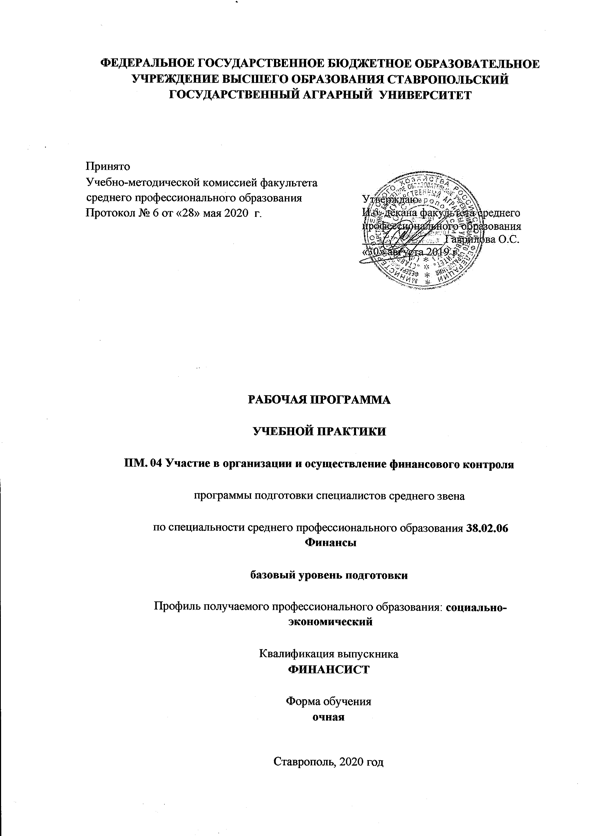 ФЕДЕРАЛЬНОЕ ГОСУДАРСТВЕННОЕ БЮДЖЕТНОЕ ОБРАЗОВАТЕЛЬНОЕ
УЧРЕЖДЕНИЕ ВЫСШЕГО ОБРАЗОВАНИЯ СТАВРОПОЛЬСКИЙ
ГОСУДАРСТВЕННЫЙ АГРАРНЫЙ УНИВЕРСИТЕТ
Принято
Учебно-методической комиссией факультета
среднего профессионального образования
Протокол № 6 от «28» мая 2020 г.
Утверждаю
И.о. декана факультета среднего
профессионального образования
Гаврилова О.С.
«30» августа 2019 г.
РАБОЧАЯ ПРОГРАММА
УЧЕБНОЙ ПРАКТИКИ
ПМ. 04 Участие в организации и осуществление финансового контроля
программы подготовки специалистов среднего звена
по специальности среднего профессионального образования 38.02.06
Финансы
базовый уровень подготовки
Профиль получаемого профессионального образования: социально-
экономический
Квалификация выпускника
ФИНАНСИСТ
Форма обучения
очная
Ставрополь, 2020 год